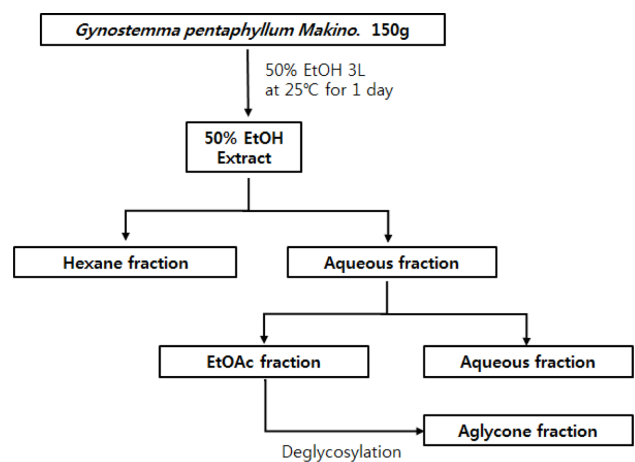 Gynostemma pentaphyllum Makino. 150g
50% EtOH 3L
at 25℃ for 1 day
50% EtOH
Extract
Hexane fraction
Aqueous fraction
EtOAc fraction
Aqueous fraction
Aglycone fraction
Deglycosylation